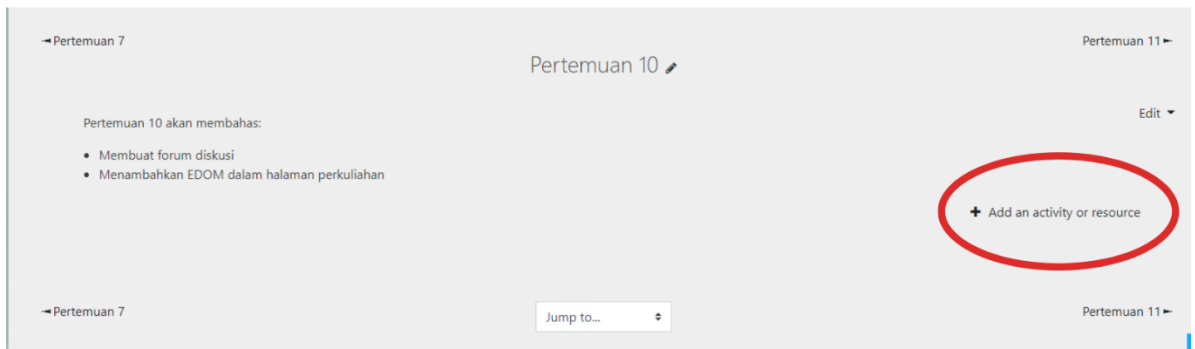 Pertemuan 7
Pertemuan 11
Pertemuan 10
Edit
Pertemuan 10 akan membahas:
• Membuat forum diskusi
• Menambahkan EDOM dalam halaman perkuliahan
+ Add an activity or resource
Pertemuan 7
Jump to...
Pertemuan 11